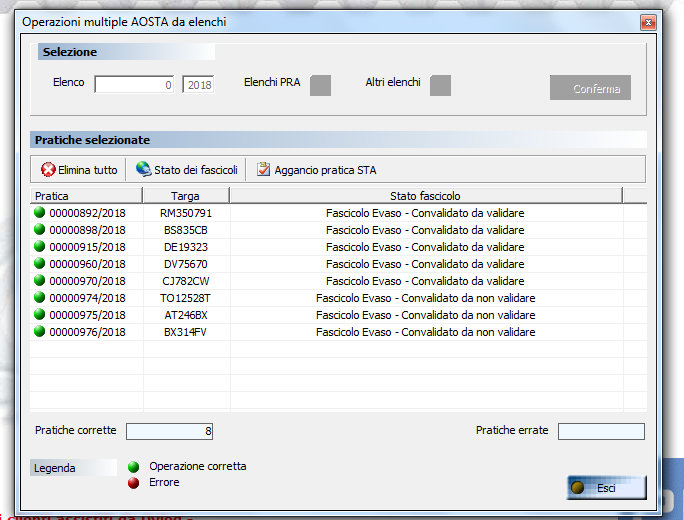 Operazioni multiple AOSTA da elenchi
Selezione
Elenco 0 2018 Elenchi PRA Altri elenchi Conferma
Pratiche selezionate
Elimina tutto Stato dei fascicoli Aggancio pratica STA
Pratica Targa Stato fascicolo
00000892/2018 RM350791 Fascicolo Evaso - Convalidato da validare
00000898/2018 BS835CB Fascicolo Evaso - Convalidato da validare
00000915/2018 DE19323 Fascicolo Evaso - Convalidato da validare
00000960/2018 DV75670 Fascicolo Evaso - Convalidato da validare
00000970/2018 CJ782CW Fascicolo Evaso - Convalidato da validare
00000974/2018 TO12528T Fascicolo Evaso - Convalidato da non validare
00000975/2018 AT246BX Fascicolo Evaso - Convalidato da non validare
00000976/2018 BX314FV Fascicolo Evaso - Convalidato da non validare
Pratiche corrette 8 Pratiche errate
Legenda Operazione corretta
Errore
Esci
i clienti assistiti da Dylog -